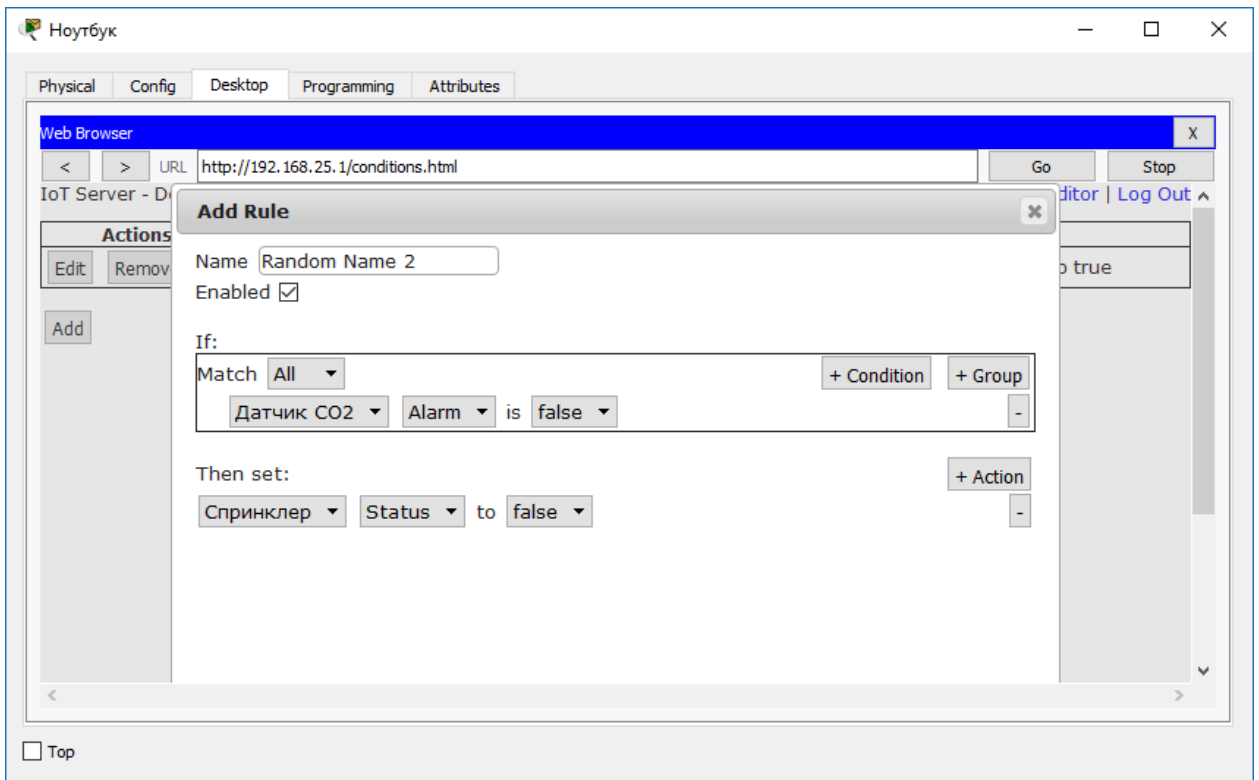 Ноутбук
Physical Config Desktop Programming Attributes
Web Browser X
< > URL http://192.168.25.1/conditions.html Go Stop
IoT Server - D ditor | Log Out
Add Rule
Actions
Name Random Name 2
Edit Remov true
Enabled
Add
If:
Match All + Condition + Group
Датчик CO2 Alarm is false -
Then set: + Action
Спринклер Status to false -
Top